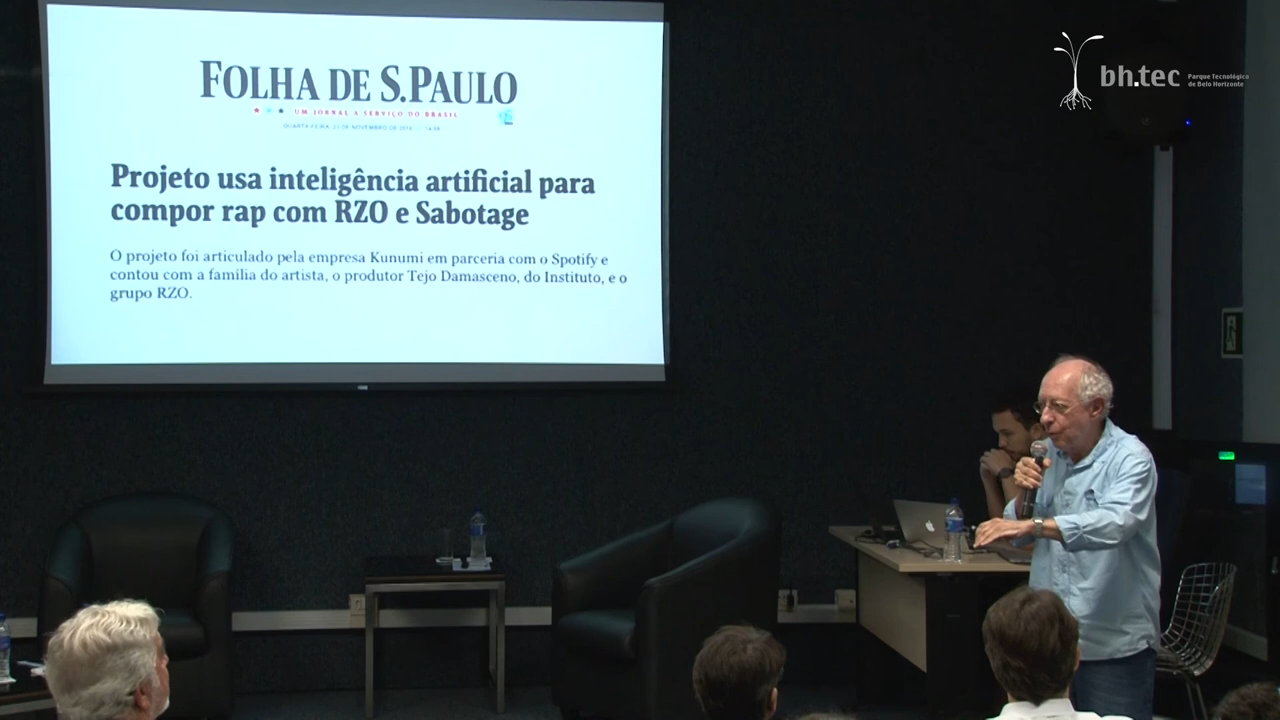 FOLHA DE S.PAULO
UM JORNAL A SERVIÇO DO BRASIL
Projeto usa inteligência artificial para
compor rap com RZO e Sabotage
O projeto foi articulado pela empresa Kunumi em parceria com o Spotify e
contou com a família do artista, o produtor Tejo Damasceno, do Instituto, e o
grupo RZO.
bh.tec
Parque Tecnológico
de Belo Horizonte